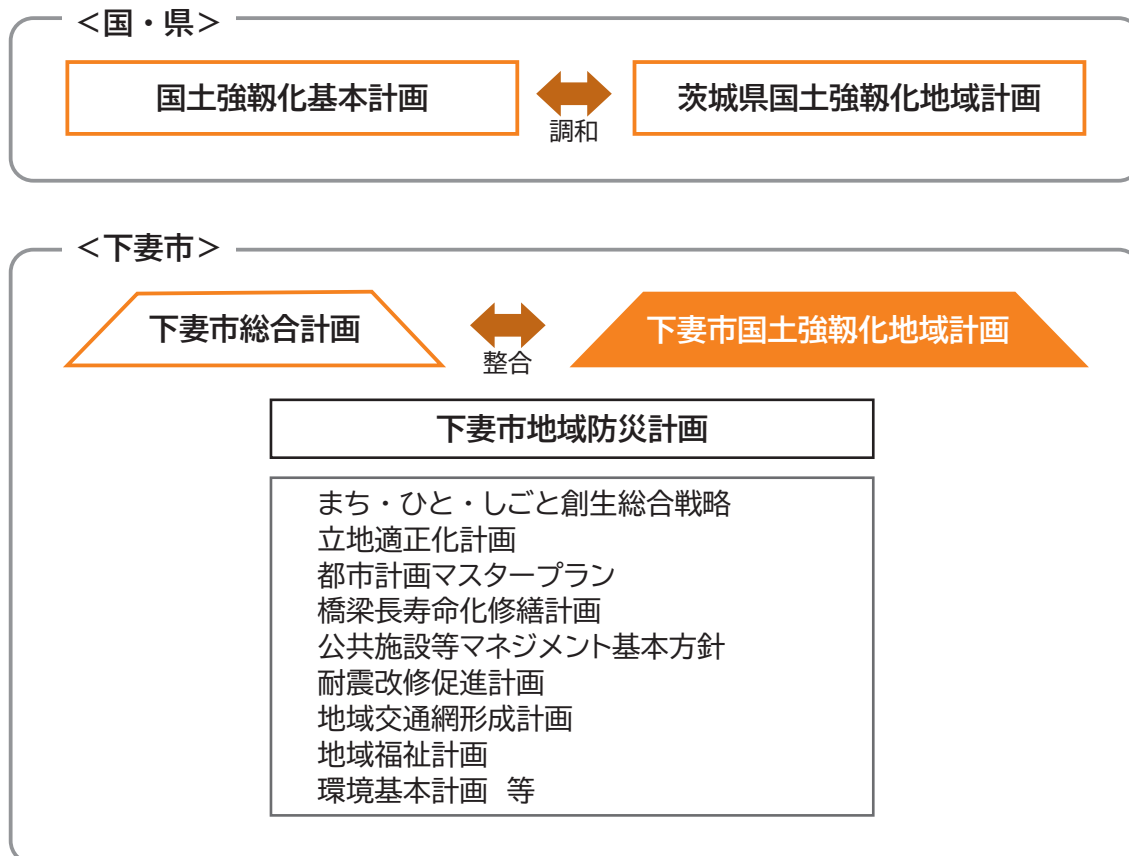 ＜国・県＞
国土強靱化基本計画
調和
茨城県国土強靱化地域計画
＜下妻市＞
下妻市総合計画
整合
下妻市国土強靱化地域計画
下妻市地域防災計画
まち・ひと・しごと創生総合戦略
立地適正化計画
都市計画マスタープラン
橋梁長寿命化修繕計画
公共施設等マネジメント基本方針
耐震改修促進計画
地域交通網形成計画
地域福祉計画
環境基本計画 等